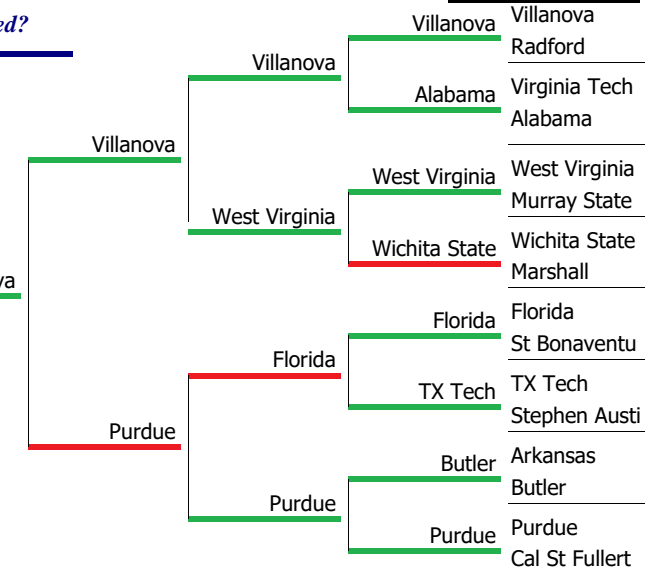 ed?
Villanova
Radford
Virginia Tech
Alabama
West Virginia
Murray State
Wichita State
Marshall
Florida
St Bonaventu
TX Tech
Stephen Austi
Arkansas
Butler
Purdue
Cal St Fullert
Villanova
Alabama
West Virginia
Wichita State
Florida
TX Tech
Butler
Purdue
Villanova
West Virginia
Florida
Purdue
Villanova
Purdue
va